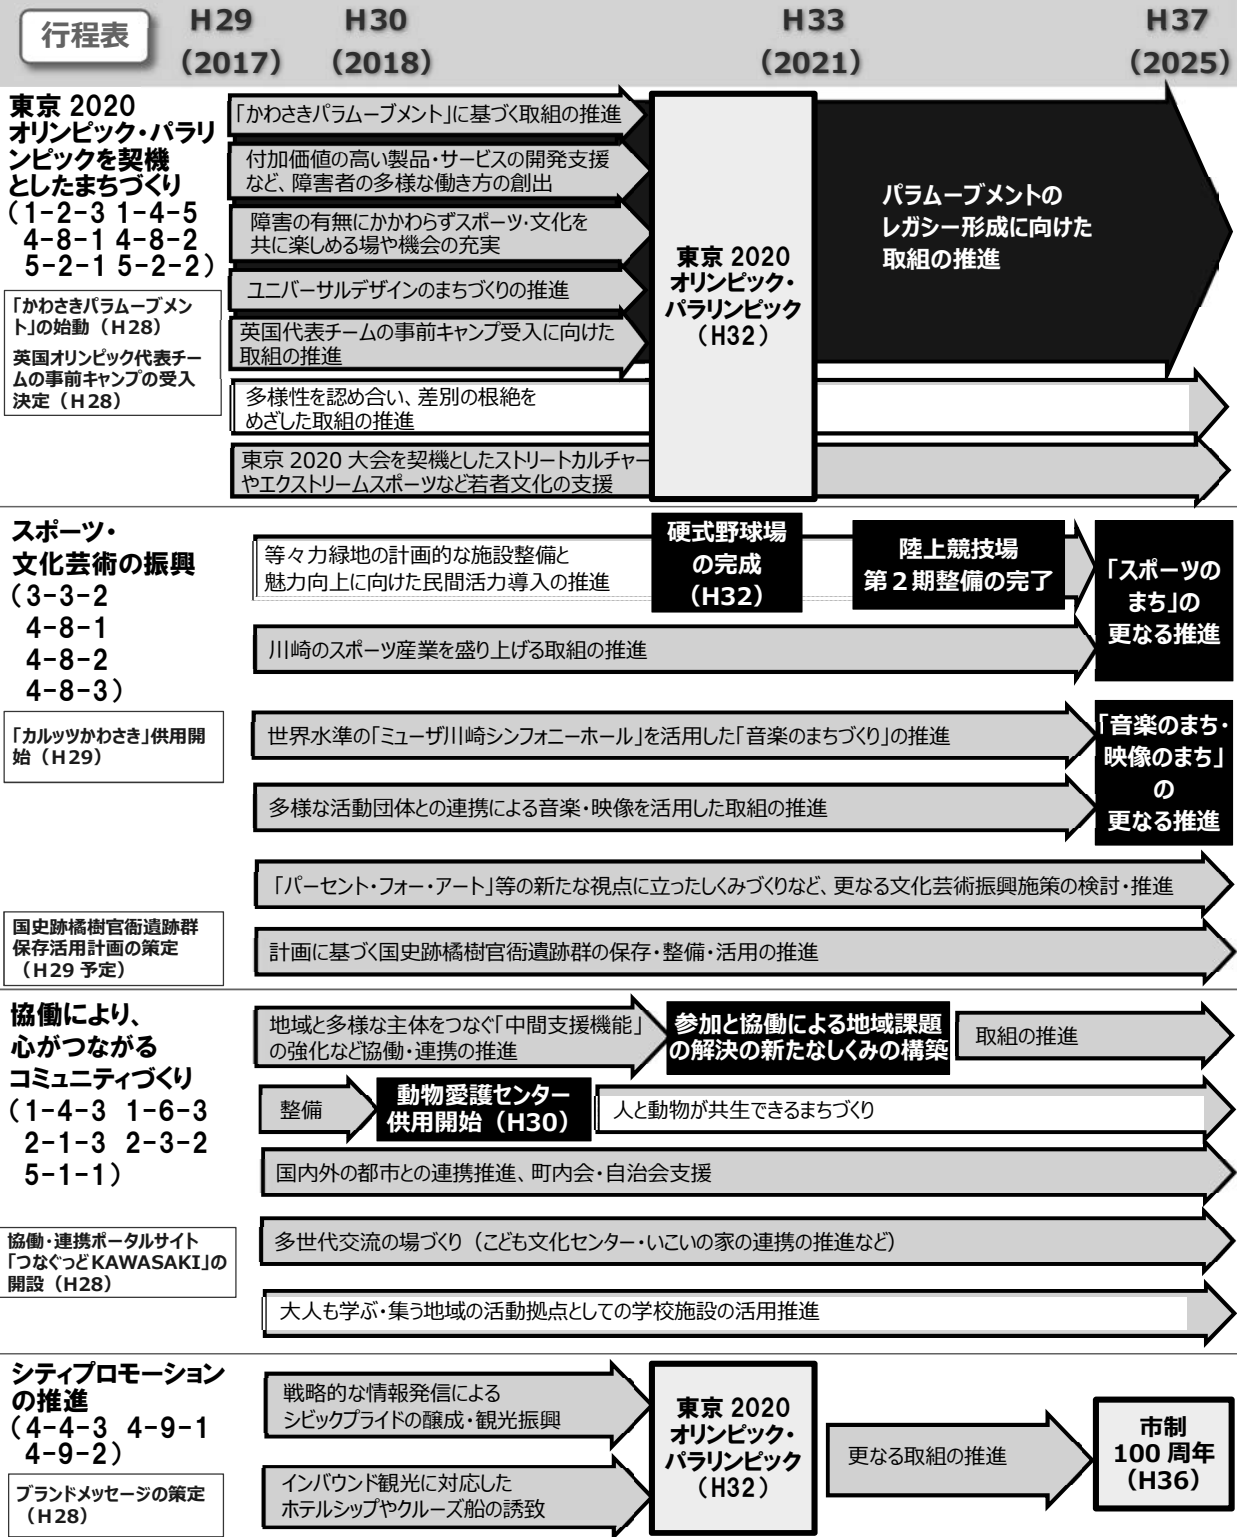 行程表
H29
(2017)
H30
(2018)
H33
(2021)
H37
(2025)
東京 2020
オリンピック・パラリ
ンピックを契機
としたまちづくり
(1-2-3 1-4-5
4-8-1 4-8-2
5-2-1 5-2-2)
「かわさきパラムーブメン
ト」の始動（H28）
英国オリンピック代表チー
ムの事前キャンプの受入
決定（H28）
「かわさきパラムーブメント」に基づく取組の推進
付加価値の高い製品・サービスの開発支援
など、障害者の多様な働き方の創出
障害の有無にかかわらずスポーツ・文化を
共に楽しめる場や機会の充実
ユニバーサルデザインのまちづくりの推進
英国代表チームの事前キャンプ受入に向けた
取組の推進
多様性を認め合い、差別の根絶を
めざした取組の推進
東京 2020 大会を契機としたストリートカルチャー
やエクストリームスポーツなど若者文化の支援
東京 2020
オリンピック・
パラリンピック
（H32）
パラムーブメントの
レガシー形成に向けた
取組の推進
スポーツ・
文化芸術の振興
(3-3-2
4-8-1
4-8-2
4-8-3)
「カルッツかわさき」供用開
始（H29）
国史跡橘樹官衙遺跡群
保存活用計画の策定
（H29 予定）
等々力緑地の計画的な施設整備と
魅力向上に向けた民間活力導入の推進
硬式野球場
の完成
（H32）
陸上競技場
第２期整備の完了
「スポーツの
まち」の
更なる推進
川崎のスポーツ産業を盛り上げる取組の推進
世界水準の「ミューザ川崎シンフォニーホール」を活用した「音楽のまちづくり」の推進
多様な活動団体との連携による音楽・映像を活用した取組の推進
「音楽のまち・
映像のまち」
の
更なる推進
「パーセント・フォー・アート」等の新たな視点に立ったしくみづくりなど、更なる文化芸術振興施策の検討・推進
計画に基づく国史跡橘樹官衙遺跡群の保存・整備・活用の推進
協働により、
心がつながる
コミュニティづくり
(1-4-3 1-6-3
2-1-3 2-3-2
5-1-1)
協働・連携ポータルサイト
「つなぐっどKAWASAKI」の
開設（H28）
地域と多様な主体をつなぐ「中間支援機能」
の強化など協働・連携の推進
参加と協働による地域課題
の解決の新たなしくみの構築
取組の推進
整備
動物愛護センター
供用開始（H30）
人と動物が共生できるまちづくり
国内外の都市との連携推進、町内会・自治会支援
多世代交流の場づくり（こども文化センター・いこいの家の連携の推進など）
大人も学ぶ・集う地域の活動拠点としての学校施設の活用推進
シティプロモーション
の推進
(4-4-3 4-9-1
4-9-2)
ブランドメッセージの策定
（H28）
戦略的な情報発信による
シビックプライドの醸成・観光振興
インバウンド観光に対応した
ホテルシップやクルーズ船の誘致
東京 2020
オリンピック・
パラリンピック
（H32）
更なる取組の推進
市制
100 周年
（H36）